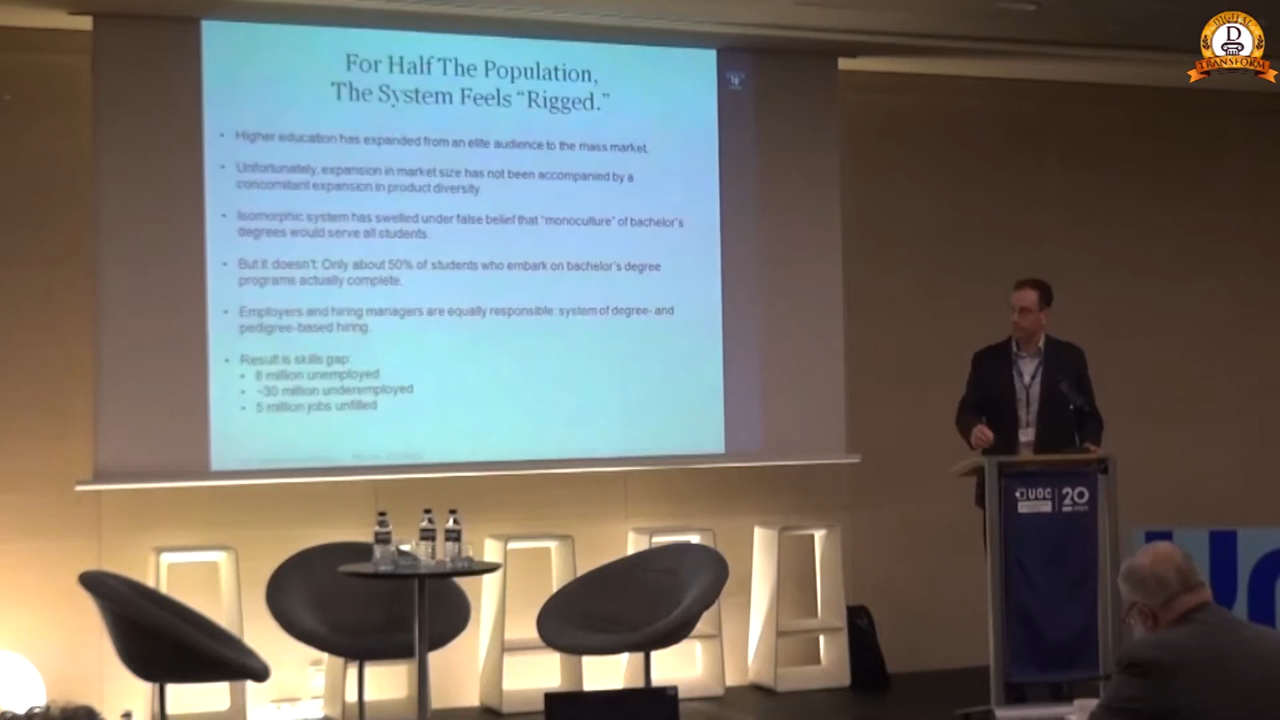 For Half The Population,
The System Feels “Rigged.”
• Higher education has expanded from an elite audience to the mass market.
• Unfortunately, expansion in market size has not been accompanied by a
concomitant expansion in product diversity.
• Isomorphic system has swelled under false belief that “monoculture” of bachelor’s
degrees would serve all students.
• But it doesn’t. Only about 50% of students who embark on bachelor’s degree
programs actually complete.
• Employers and hiring managers are equally responsible: system of degree- and
pedigree-based hiring.
• Result is skills gap:
• 8 million unemployed
• ~30 million underemployed
• 5 million jobs unfilled
DIGITAL
D
TRANSFORM
UOC 20